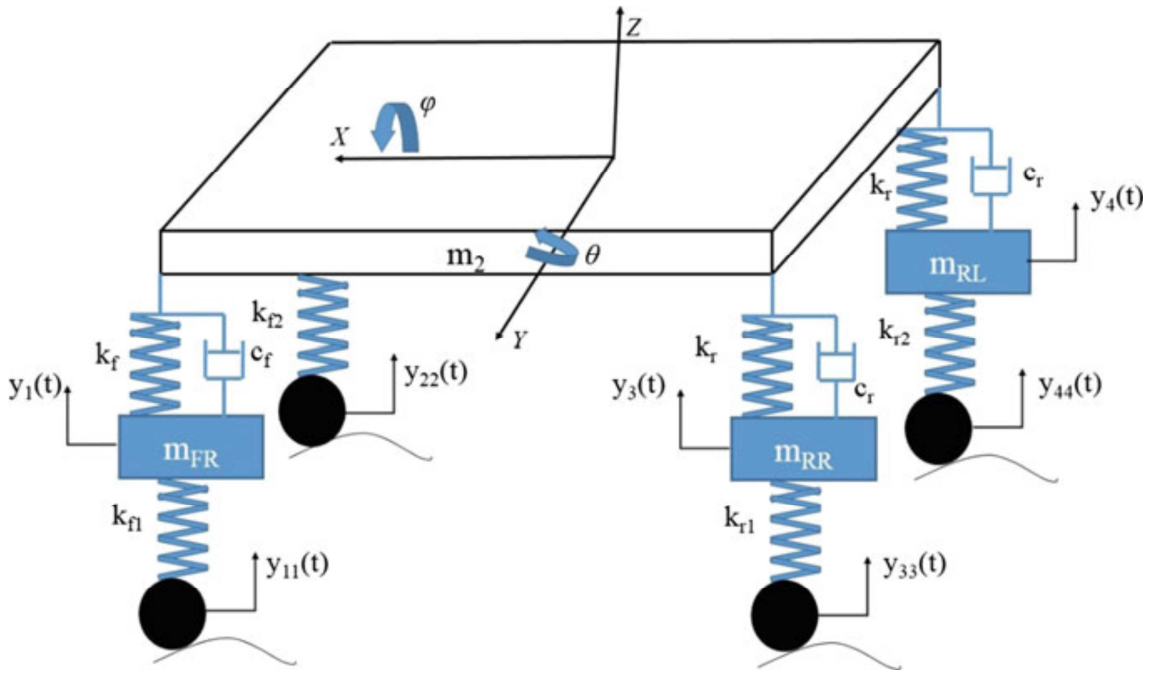 Z
φ
X
k_r
c_r
y_4(t)
m_2
θ
m_RL
k_f2
Y
k_r2
k_f
c_f
k_r
y_1(t)
y_22(t)
y_3(t)
c_r
y_44(t)
m_FR
m_RR
k_f1
k_r1
y_11(t)
y_33(t)